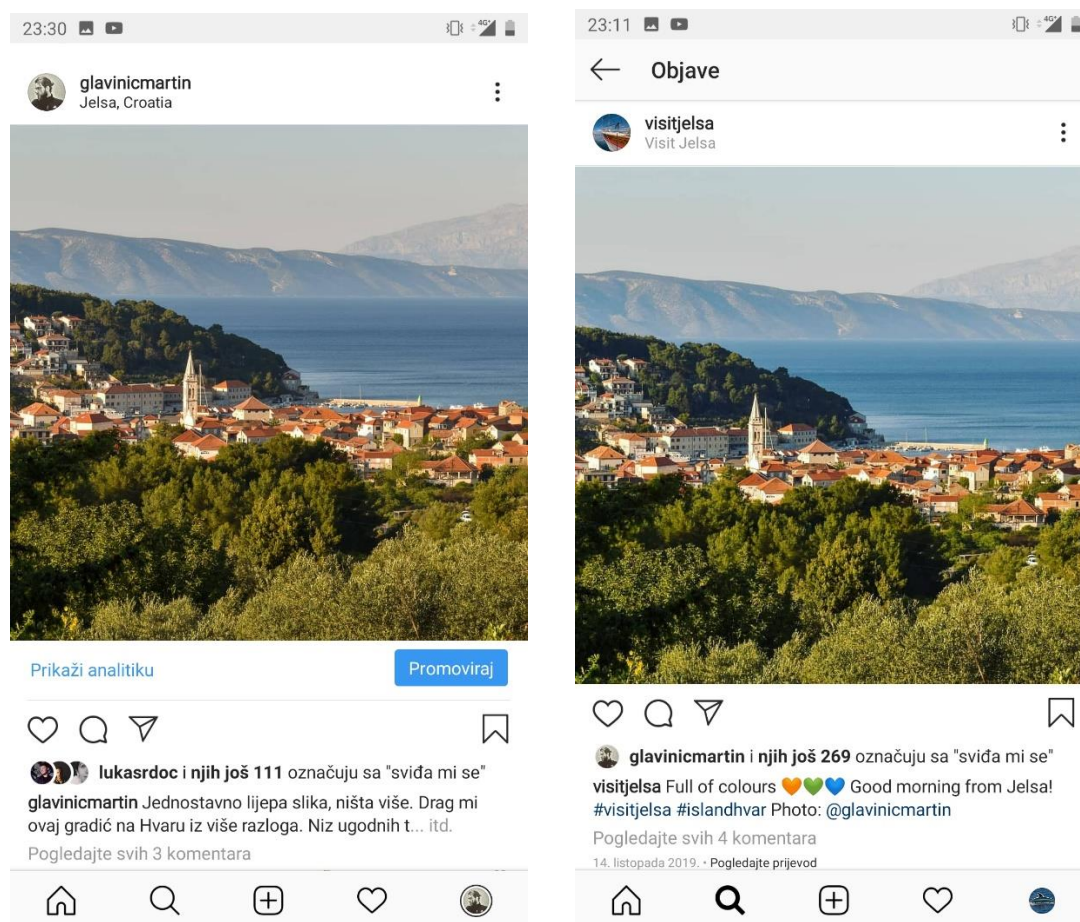 23:30
4G+
glavinicmartin
Jelsa, Croatia
Prikaži analitiku
Promoviraj
lukasrdoc i njih još 111 označuju sa "sviđa mi se"
glavinicmartin Jednostavno lijepa slika, ništa više. Drag mi
ovaj gradić na Hvaru iz više razloga. Niz ugodnih t... itd.
Pogledajte svih 3 komentara
23:11
4G+
Objave
visitjelsa
Visit Jelsa
glavinicmartin i njih još 269 označuju sa "sviđa mi se"
visitjelsa Full of colours 🧡💚💙 Good morning from Jelsa!
#visitjelsa #islandhvar Photo: @glavinicmartin
Pogledajte svih 4 komentara
14. listopada 2019. • Pogledajte prijevod